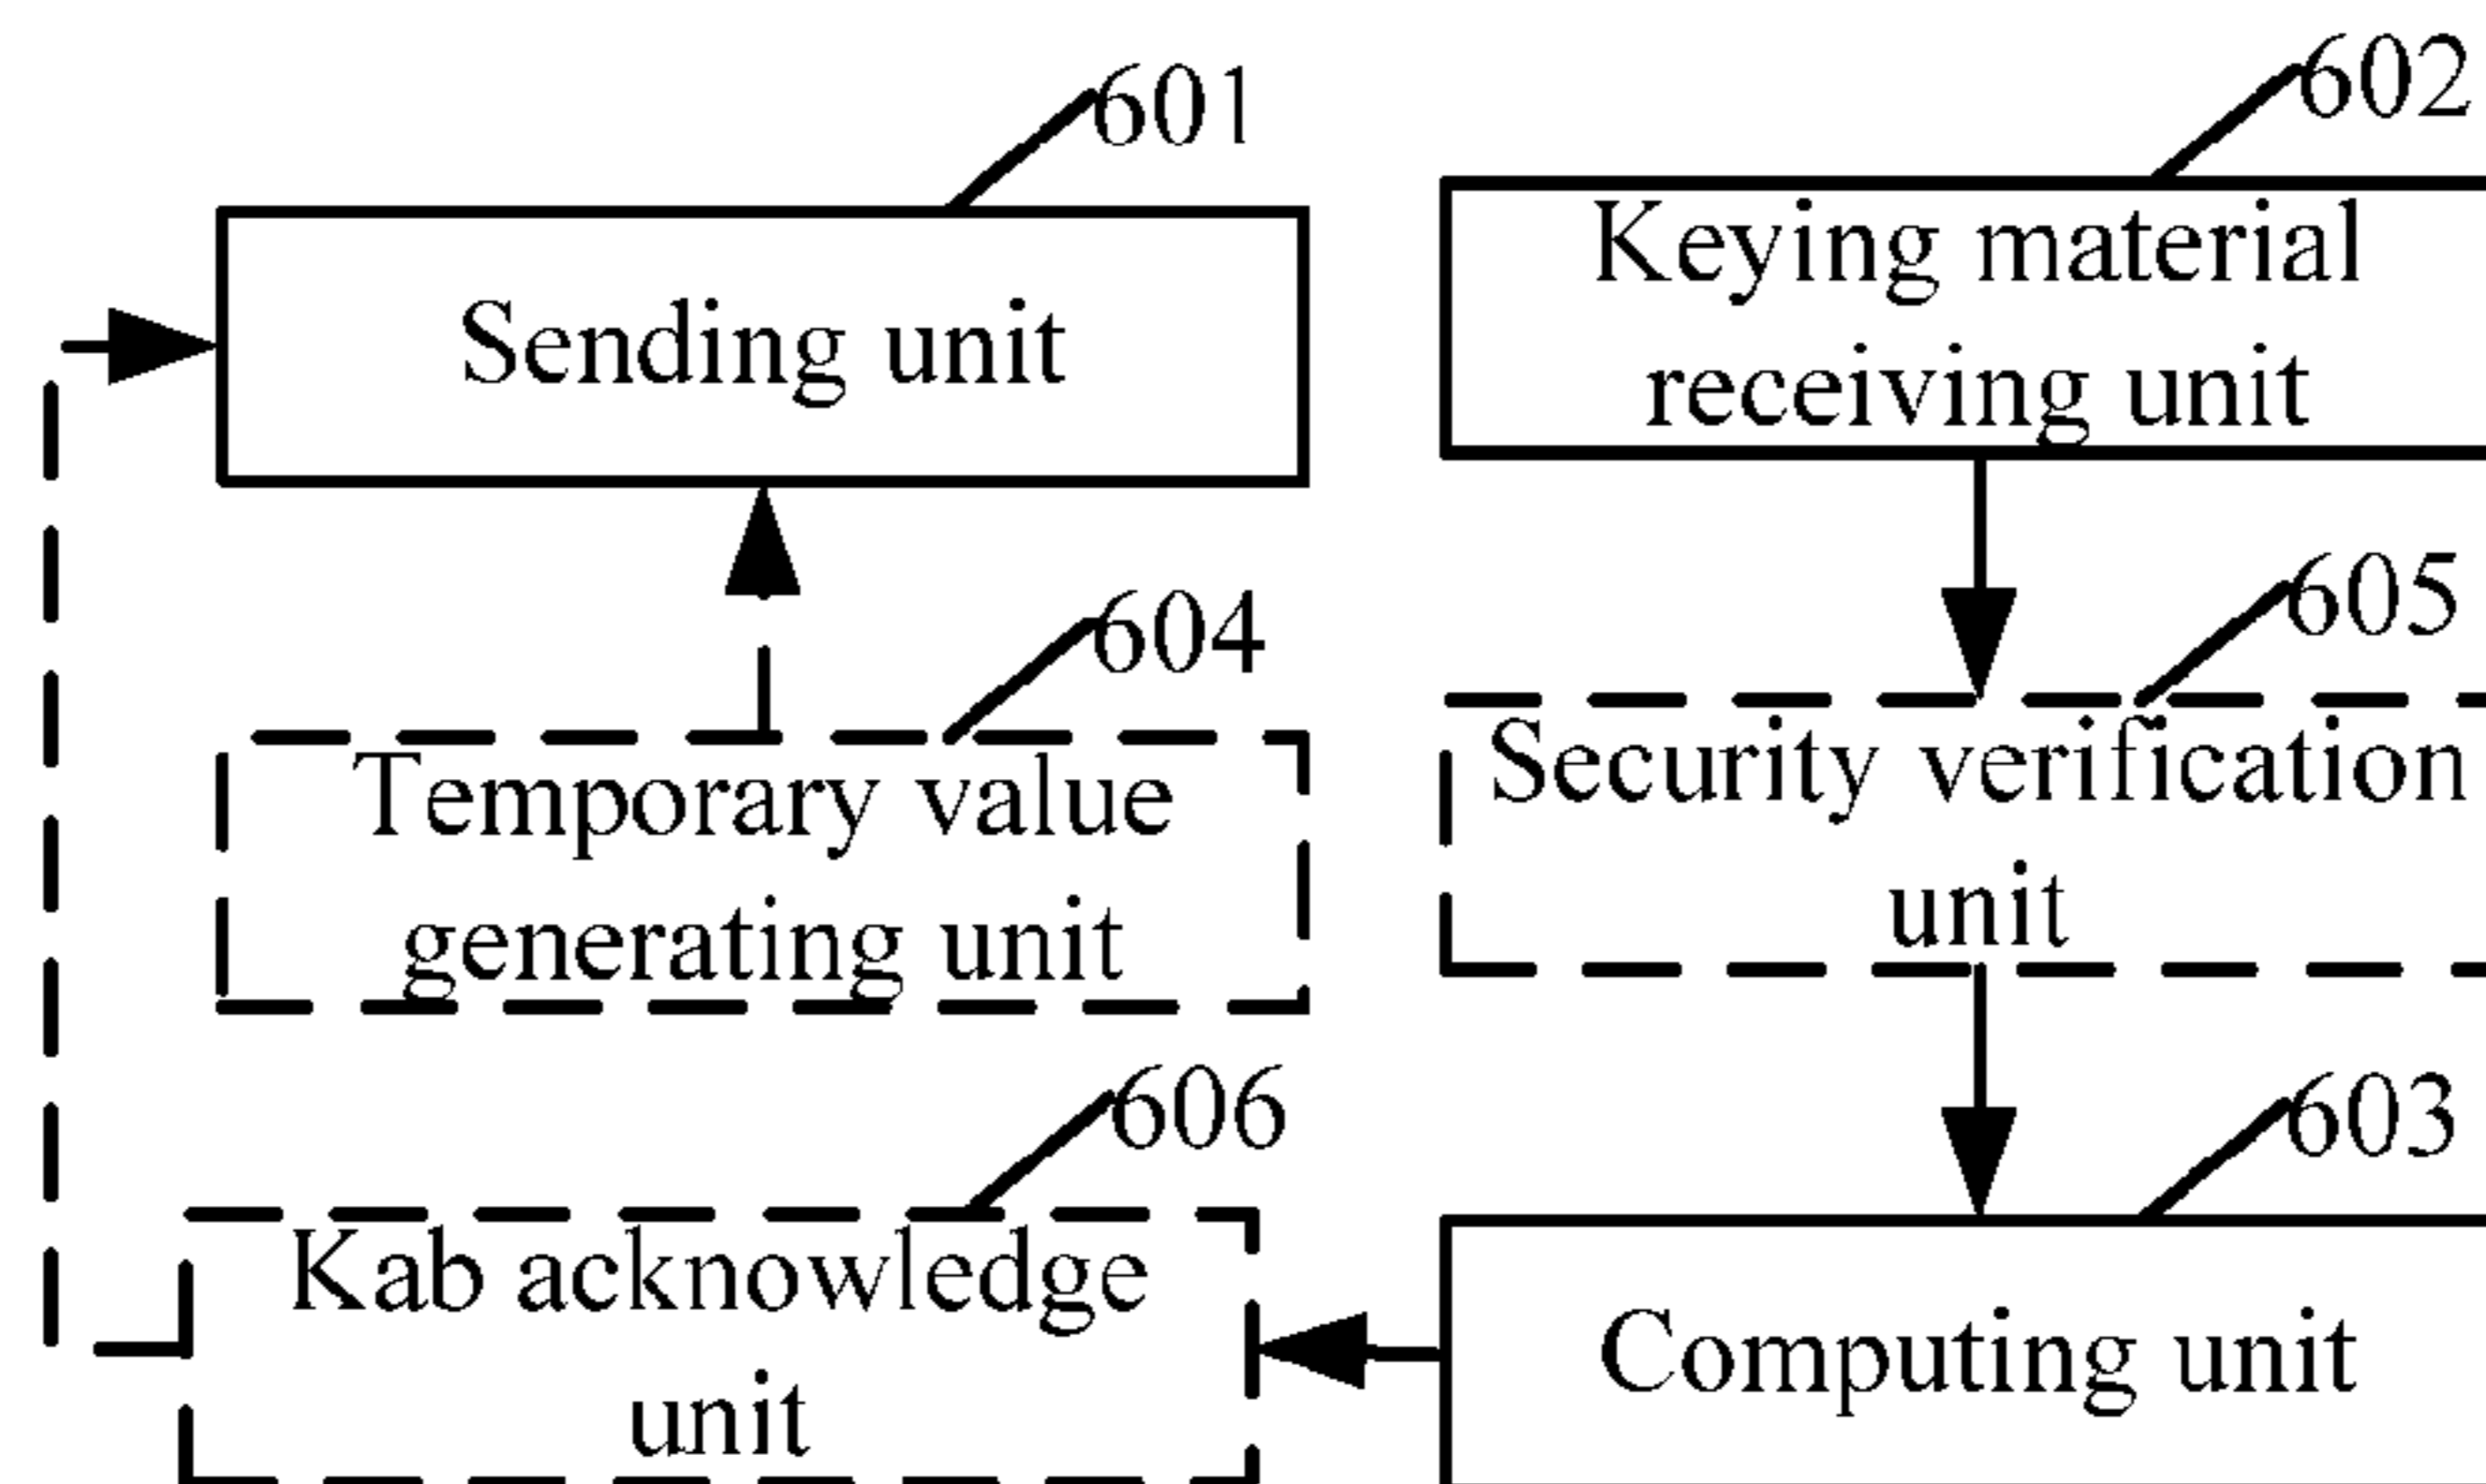 601
Sending unit
602
Keying material
receiving unit
604
Temporary value
generating unit
605
Security verification
unit
606
Kab acknowledge
unit
603
Computing unit